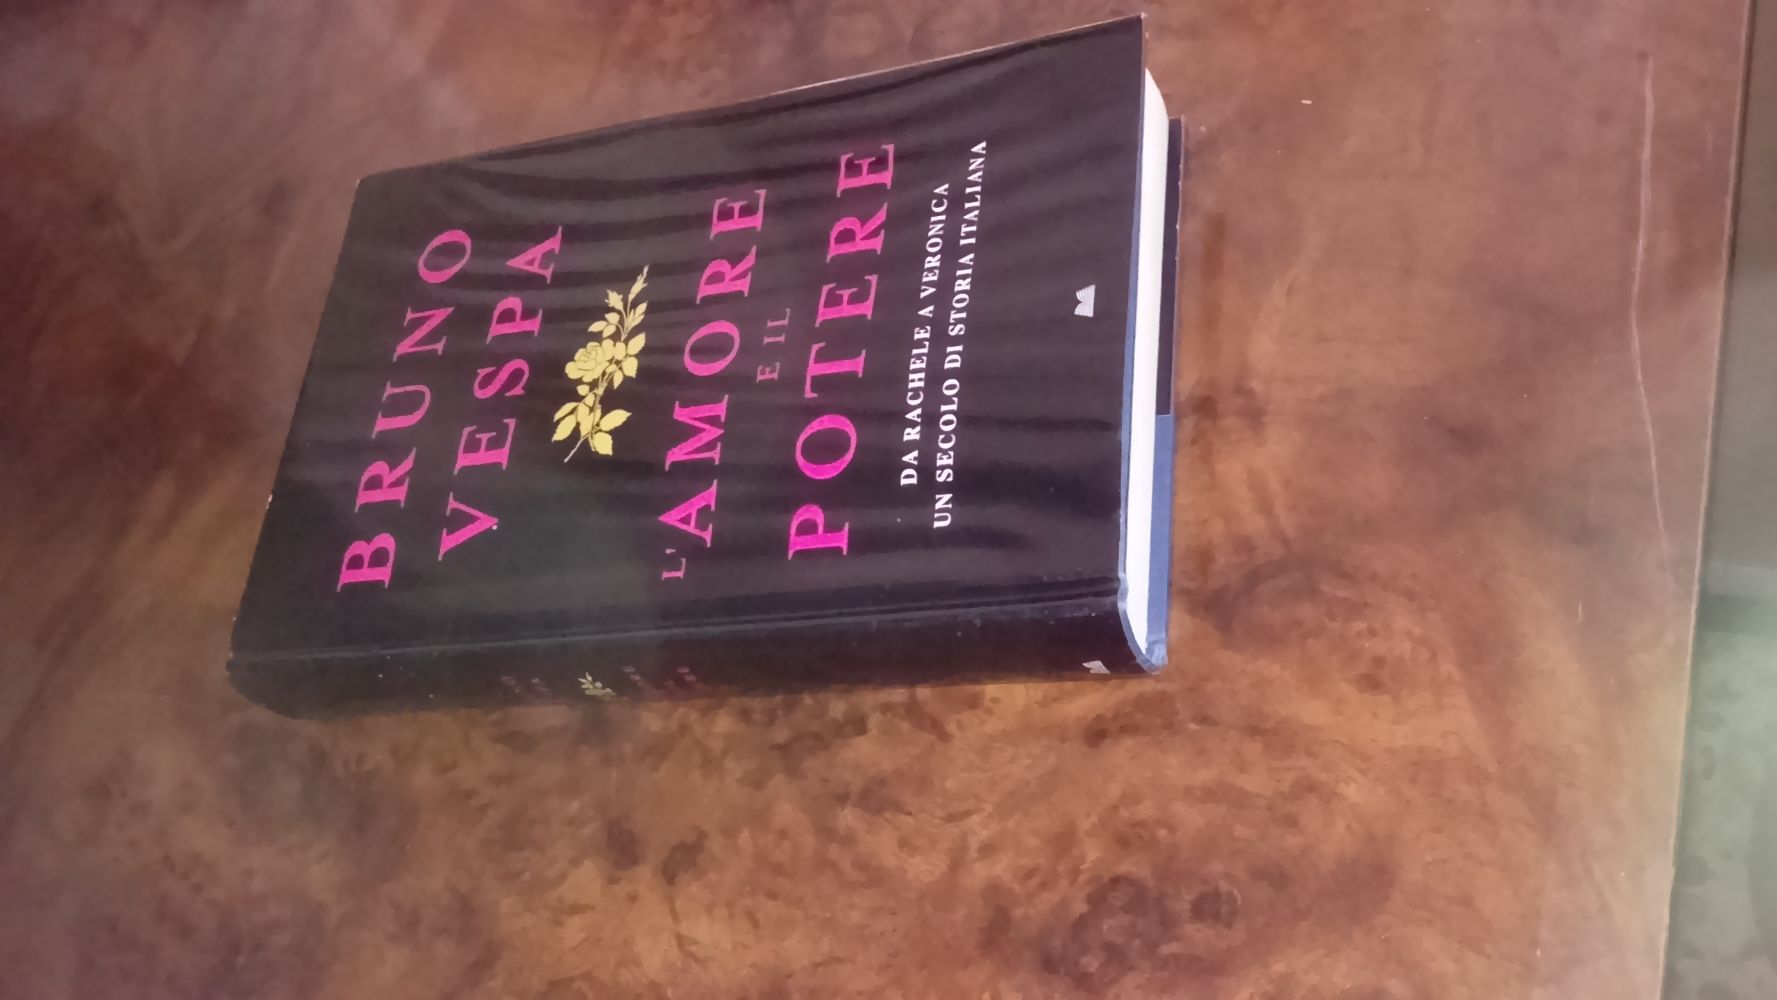 BRUNO
VESPA
L'AMORE
E IL
POTERE
DA RACHELE A VERONICA
UN SECOLO DI STORIA ITALIANA